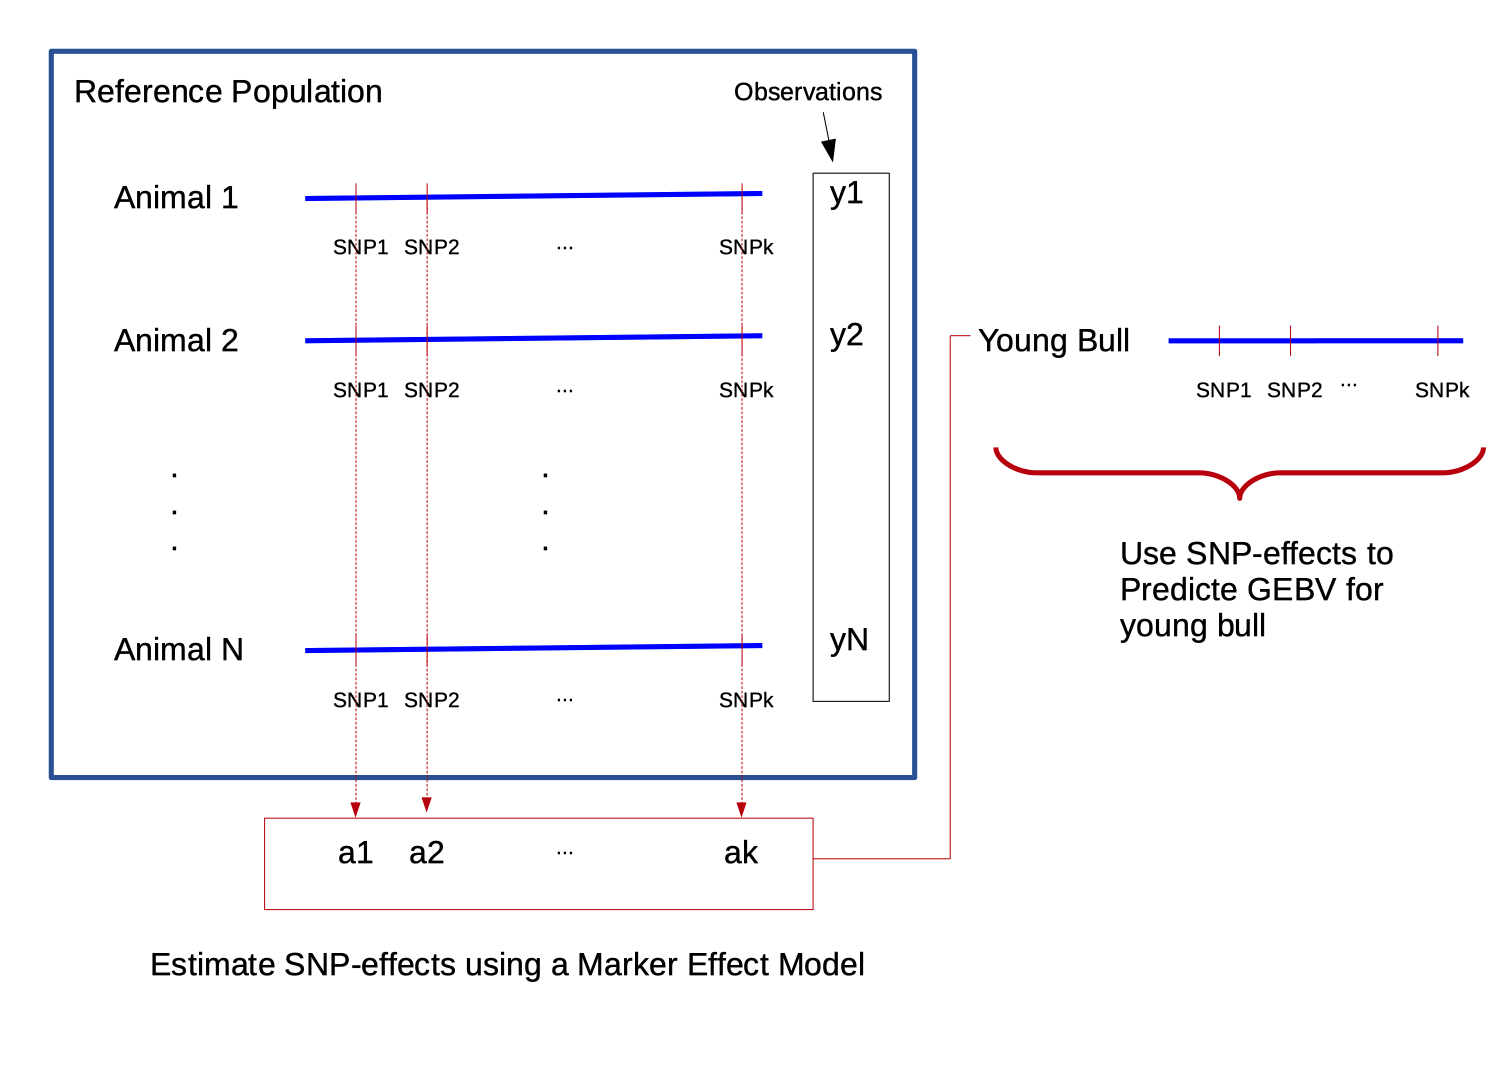 Reference Population
Observations
Animal 1
y1
SNP1 SNP2 ... SNPk
Animal 2
y2
Young Bull
SNP1 SNP2 ... SNPk
SNP1 SNP2 ... SNPk
. .
. .
. .
Use SNP-effects to
Predicte GEBV for
young bull
Animal N
yN
SNP1 SNP2 ... SNPk
a1 a2 ... ak
Estimate SNP-effects using a Marker Effect Model